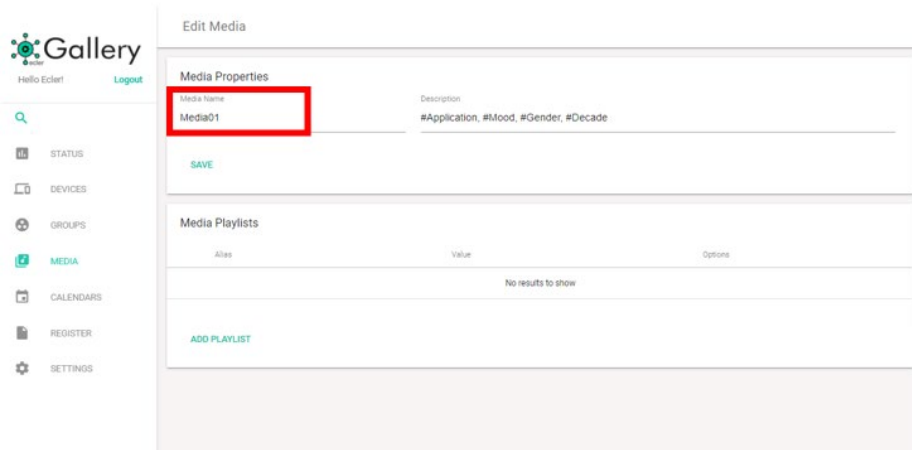 Edit Media
Gallery
ecler
Hello Ecler! Logout
STATUS
DEVICES
GROUPS
MEDIA
CALENDARS
REGISTER
SETTINGS
Media Properties
Media Name Description
Media01 #Application, #Mood, #Gender, #Decade
SAVE
Media Playlists
Alias Value Options
No results to show
ADD PLAYLIST